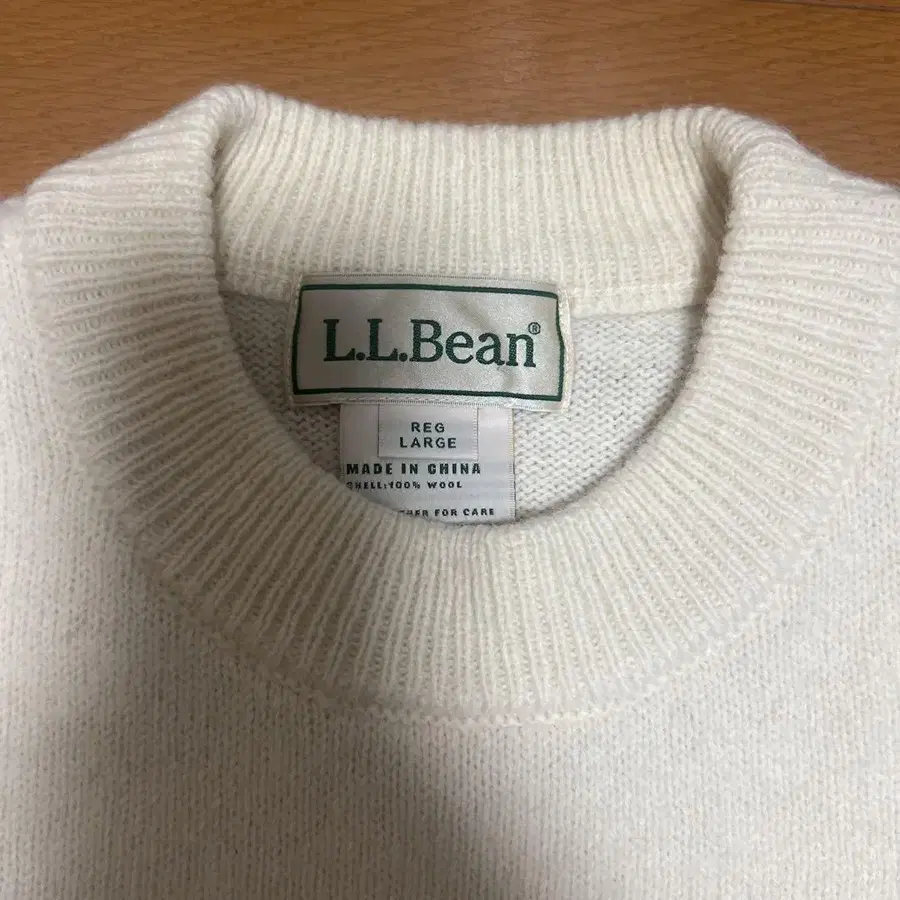 L.L.Bean®
REG
LARGE
MADE IN CHINA
SHELL:100% WOOL
FOR CARE